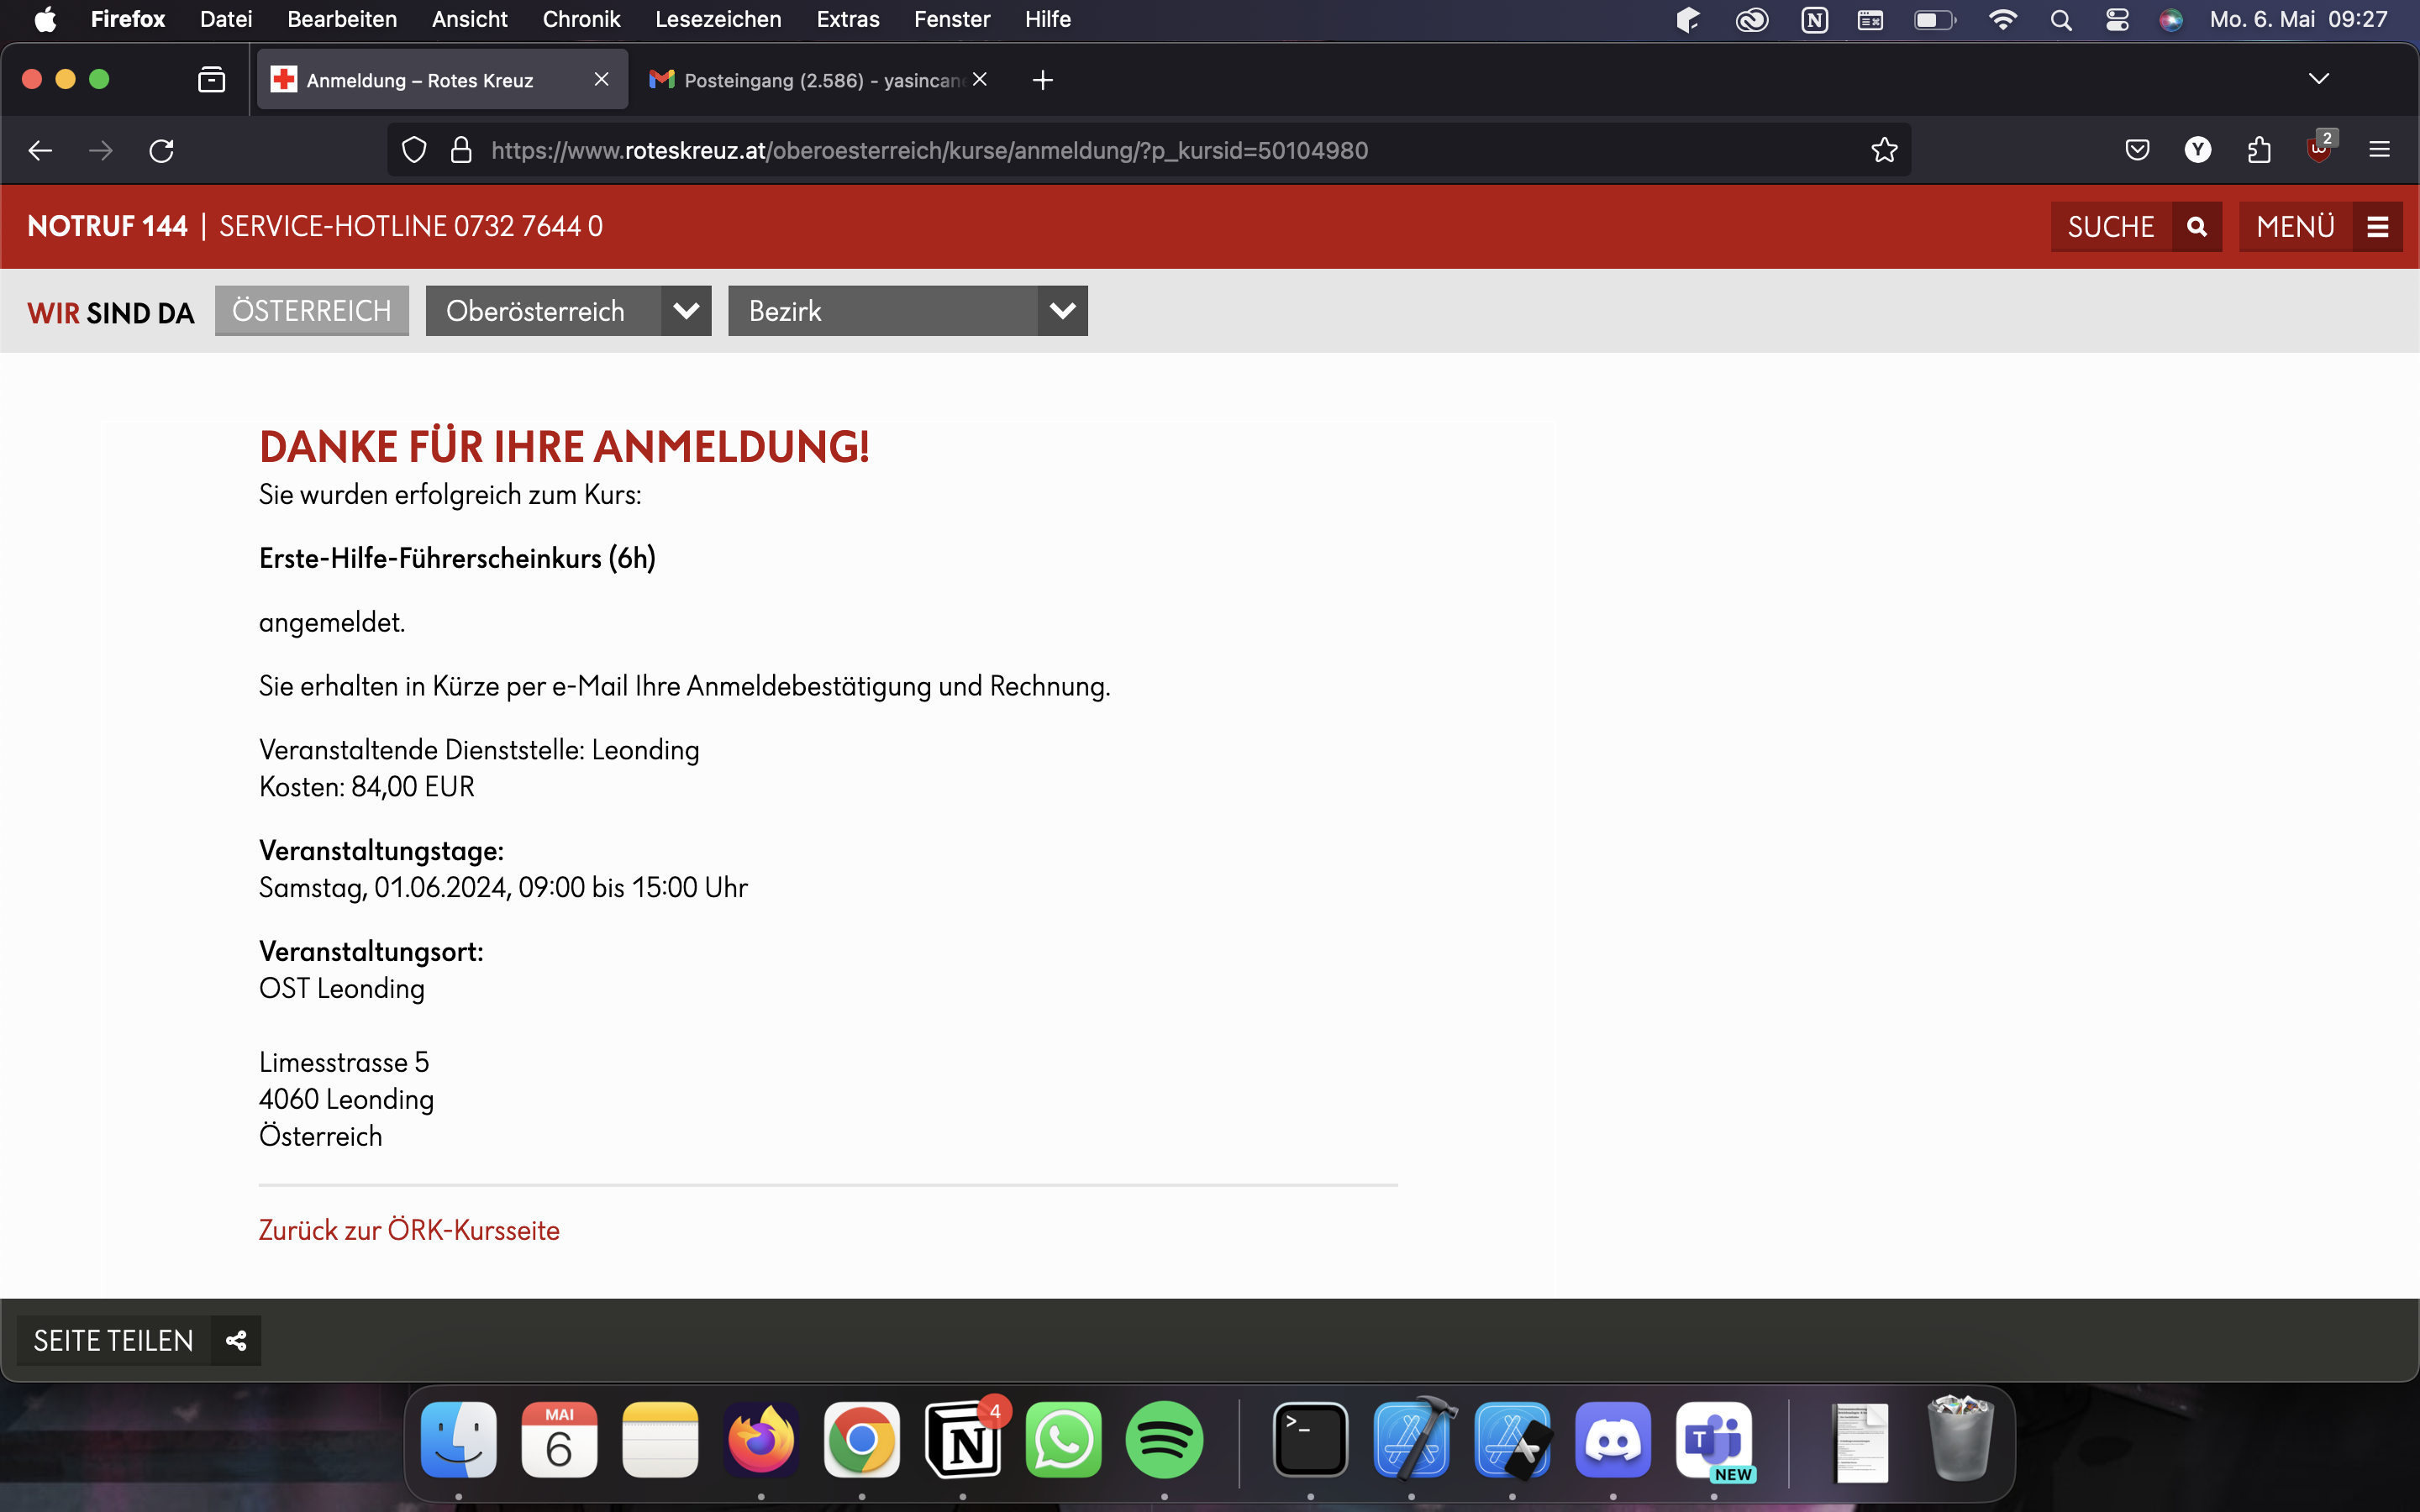 Firefox Datei Bearbeiten Ansicht Chronik Lesezeichen Extras Fenster Hilfe Mo. 6. Mai 09:27
Anmeldung – Rotes Kreuz
Posteingang (2.586) - yasincan
https://www.roteskreuz.at/oberoesterreich/kurse/anmeldung/?p_kursid=50104980
Y
2
NOTRUF 144 | SERVICE-HOTLINE 0732 7644 0
SUCHE
MENÜ
WIR SIND DA
ÖSTERREICH
Oberösterreich
Bezirk
DANKE FÜR IHRE ANMELDUNG!
Sie wurden erfolgreich zum Kurs:
Erste-Hilfe-Führerscheinkurs (6h)
angemeldet.
Sie erhalten in Kürze per e-Mail Ihre Anmeldebestätigung und Rechnung.
Veranstaltende Dienststelle: Leonding
Kosten: 84,00 EUR
Veranstaltungstage:
Samstag, 01.06.2024, 09:00 bis 15:00 Uhr
Veranstaltungsort:
OST Leonding
Limesstrasse 5
4060 Leonding
Österreich
Zurück zur ÖRK-Kursseite
SEITE TEILEN
MAI
6
4
N
T
NEW